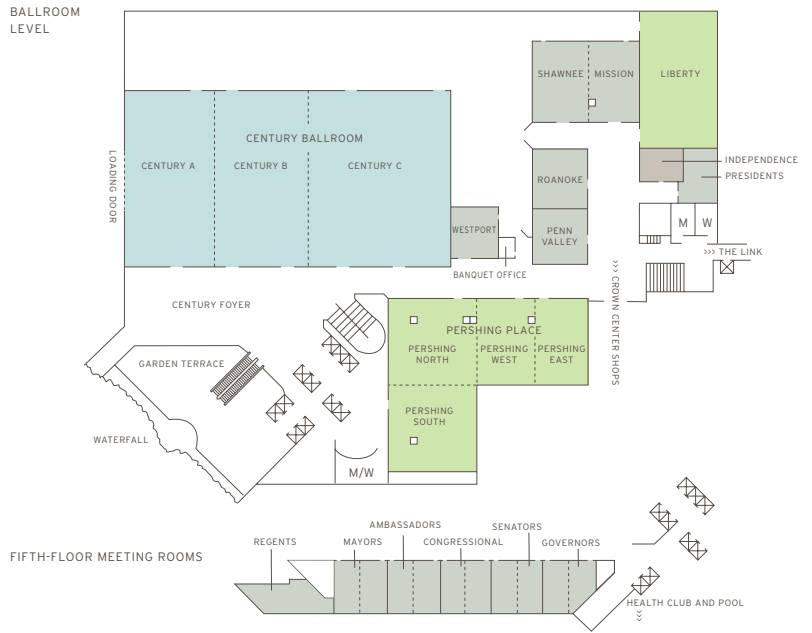 BALLROOM
LEVEL
SHAWNEE
MISSION
LIBERTY
CENTURY BALLROOM
CENTURY A
CENTURY B
CENTURY C
LOADING DOOR
INDEPENDENCE
PRESIDENTS
ROANOKE
WESTPORT
PENN
VALLEY
M
W
>>> THE LINK
BANQUET OFFICE
>>> CROWN CENTER SHOPS
CENTURY FOYER
PERSHING PLACE
PERSHING
NORTH
PERSHING
WEST
PERSHING
EAST
GARDEN TERRACE
PERSHING
SOUTH
WATERFALL
M/W
FIFTH-FLOOR MEETING ROOMS
REGENTS
MAYORS
AMBASSADORS
CONGRESSIONAL
SENATORS
GOVERNORS
HEALTH CLUB AND POOL
>>>